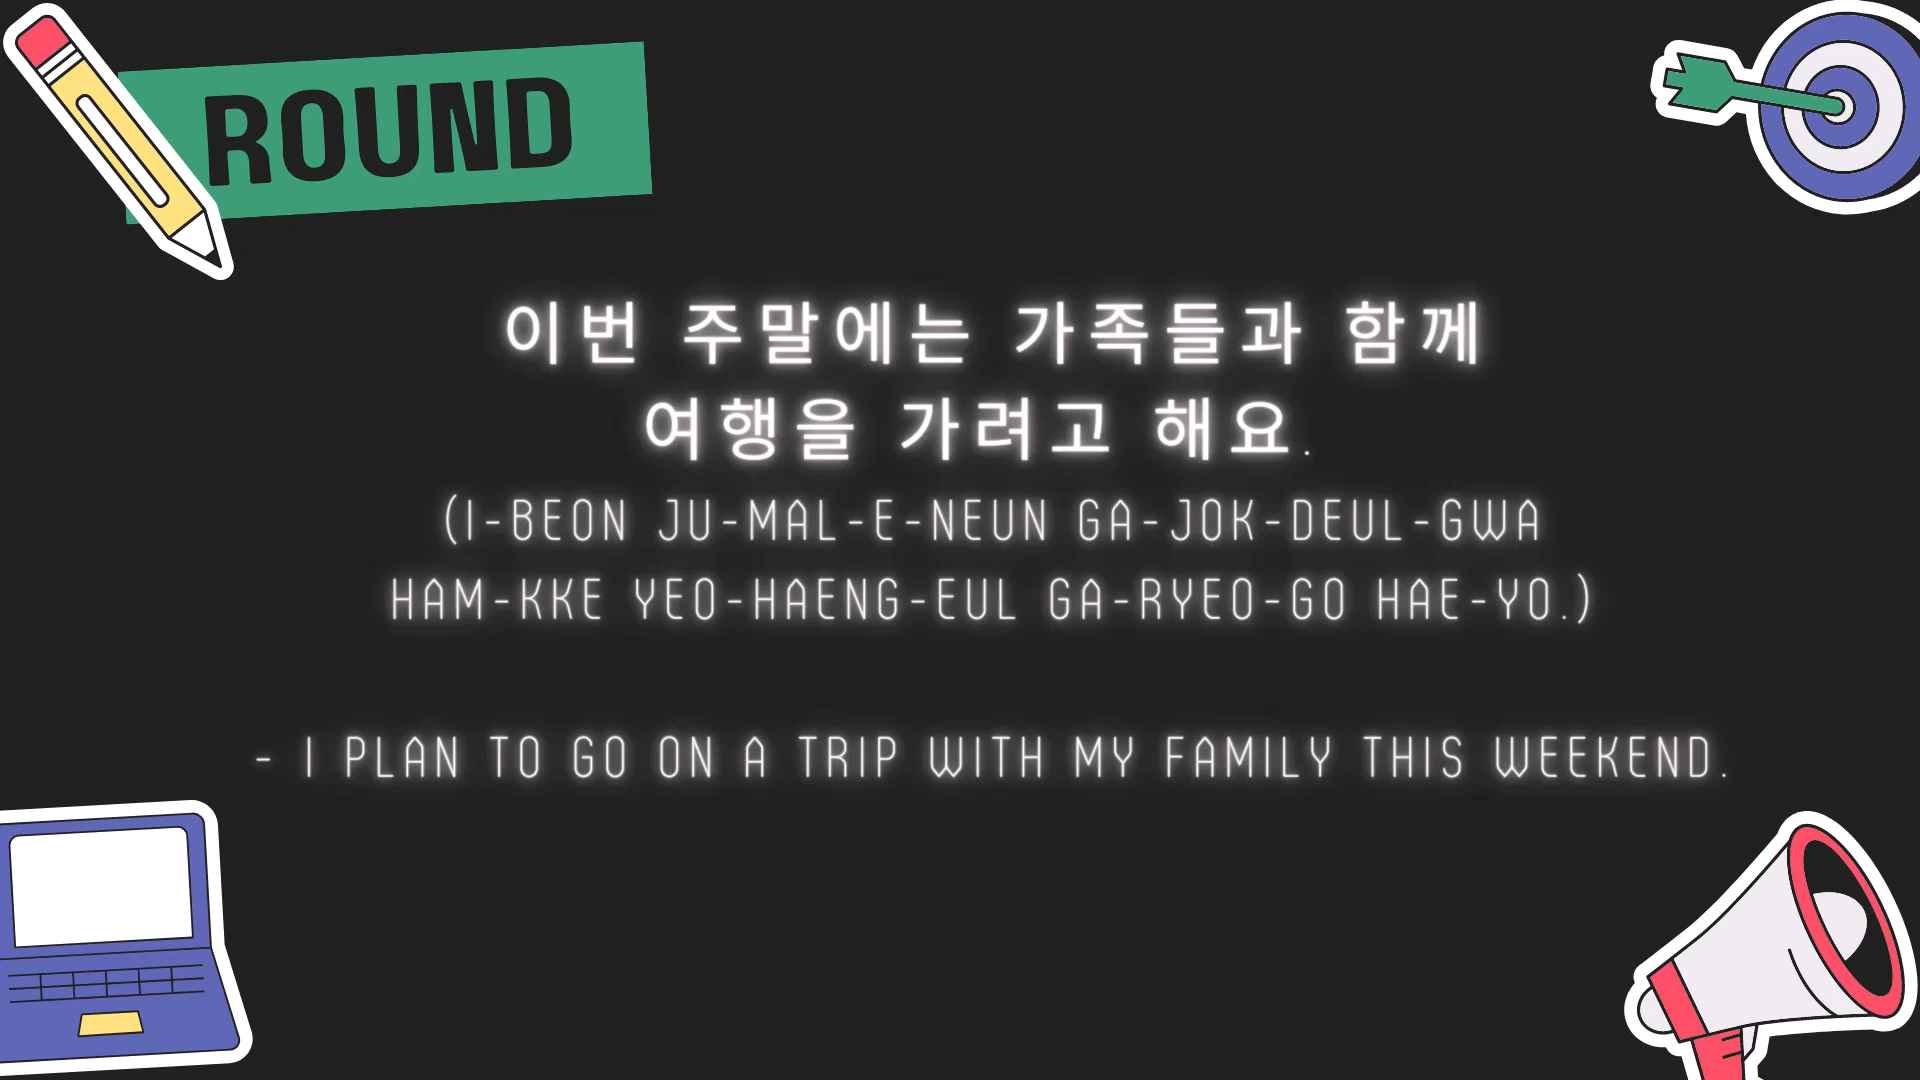 ROUND
이번 주말에는 가족들과 함께
여행을 가려고 해요.
(I-BEON JU-MAL-E-NEUN GA-JOK-DEUL-GWA
HAM-KKE YEO-HAENG-EUL GA-RYEO-GO HAE-YO.)
- I PLAN TO GO ON A TRIP WITH MY FAMILY THIS WEEKEND.